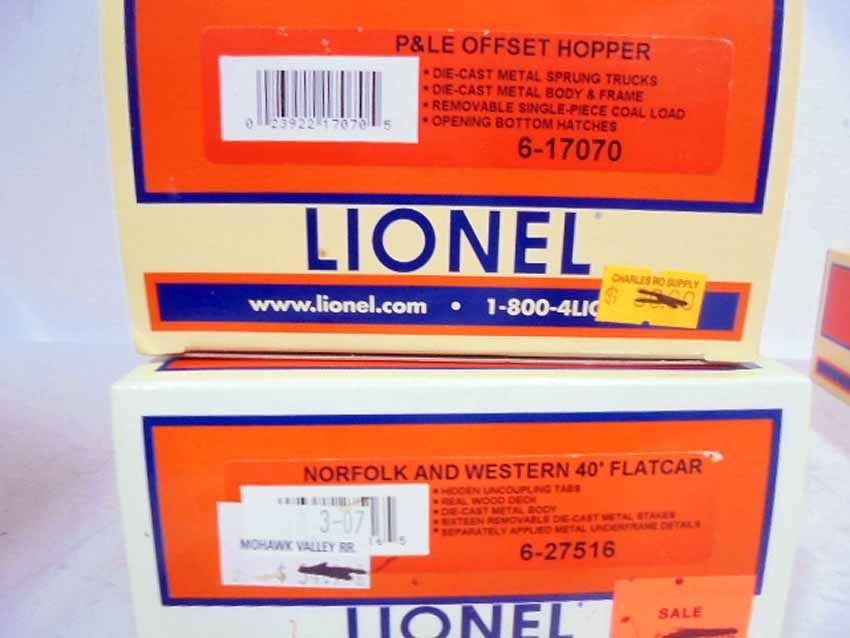 P&LE OFFSET HOPPER
• DIE-CAST METAL SPRUNG TRUCKS
• DIE-CAST METAL BODY & FRAME
• REMOVABLE SINGLE-PIECE COAL LOAD
• OPENING BOTTOM HATCHES
0 23922 17070 5
6-17070
LIONEL
www.lionel.com • 1-800-4LIO
CHARLES RO SUPPLY
$
NORFOLK AND WESTERN 40' FLATCAR
• HIDDEN UNCOUPLING TABS
• REAL WOOD DECK
• DIE-CAST METAL BODY
• SIXTEEN REMOVABLE DIE-CAST METAL STAKES
• SEPARATELY APPLIED METAL UNDERFRAME DETAILS
3-07
MOHAWK VALLEY RR.
$
6-27516
LIONEL
SALE